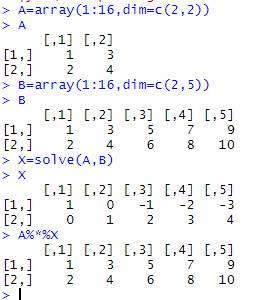 > A=array(1:16,dim=c(2,2))
> A
     [,1] [,2]
[1,]    1    3
[2,]    2    4
> B=array(1:16,dim=c(2,5))
> B
     [,1] [,2] [,3] [,4] [,5]
[1,]    1    3    5    7    9
[2,]    2    4    6    8   10
> X=solve(A,B)
> X
     [,1] [,2] [,3] [,4] [,5]
[1,]    1    0   -1   -2   -3
[2,]    0    1    2    3    4
> A%*%X
     [,1] [,2] [,3] [,4] [,5]
[1,]    1    3    5    7    9
[2,]    2    4    6    8   10
>